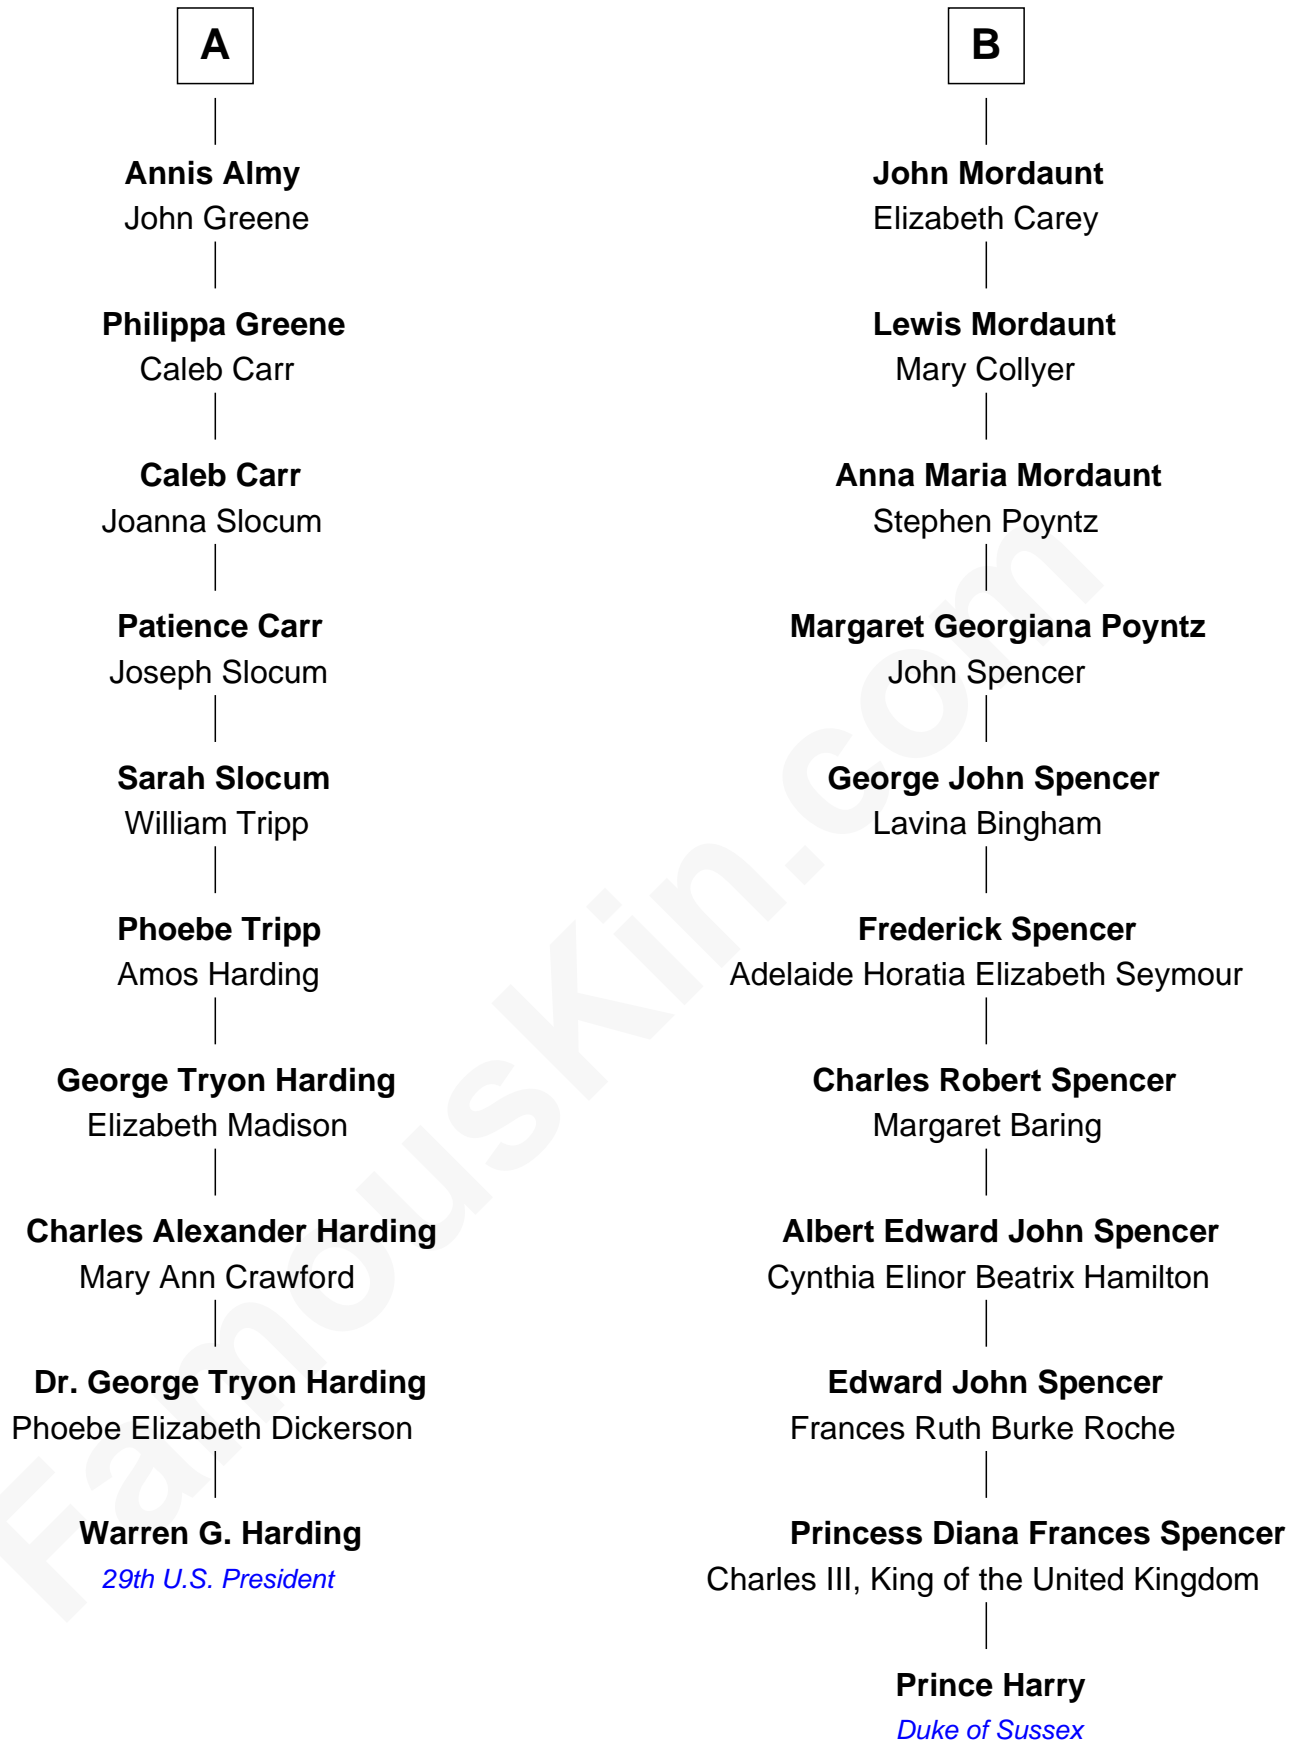 A
Annis Almy
John Greene
Philippa Greene
Caleb Carr
Caleb Carr
Joanna Slocum
Patience Carr
Joseph Slocum
Sarah Slocum
William Tripp
Phoebe Tripp
Amos Harding
George Tryon Harding
Elizabeth Madison
Charles Alexander Harding
Mary Ann Crawford
Dr. George Tryon Harding
Phoebe Elizabeth Dickerson
Warren G. Harding
29th U.S. President
B
John Mordaunt
Elizabeth Carey
Lewis Mordaunt
Mary Collyer
Anna Maria Mordaunt
Stephen Poyntz
Margaret Georgiana Poyntz
John Spencer
George John Spencer
Lavina Bingham
Frederick Spencer
Adelaide Horatia Elizabeth Seymour
Charles Robert Spencer
Margaret Baring
Albert Edward John Spencer
Cynthia Elinor Beatrix Hamilton
Edward John Spencer
Frances Ruth Burke Roche
Princess Diana Frances Spencer
Charles III, King of the United Kingdom
Prince Harry
Duke of Sussex
FamousKin.com